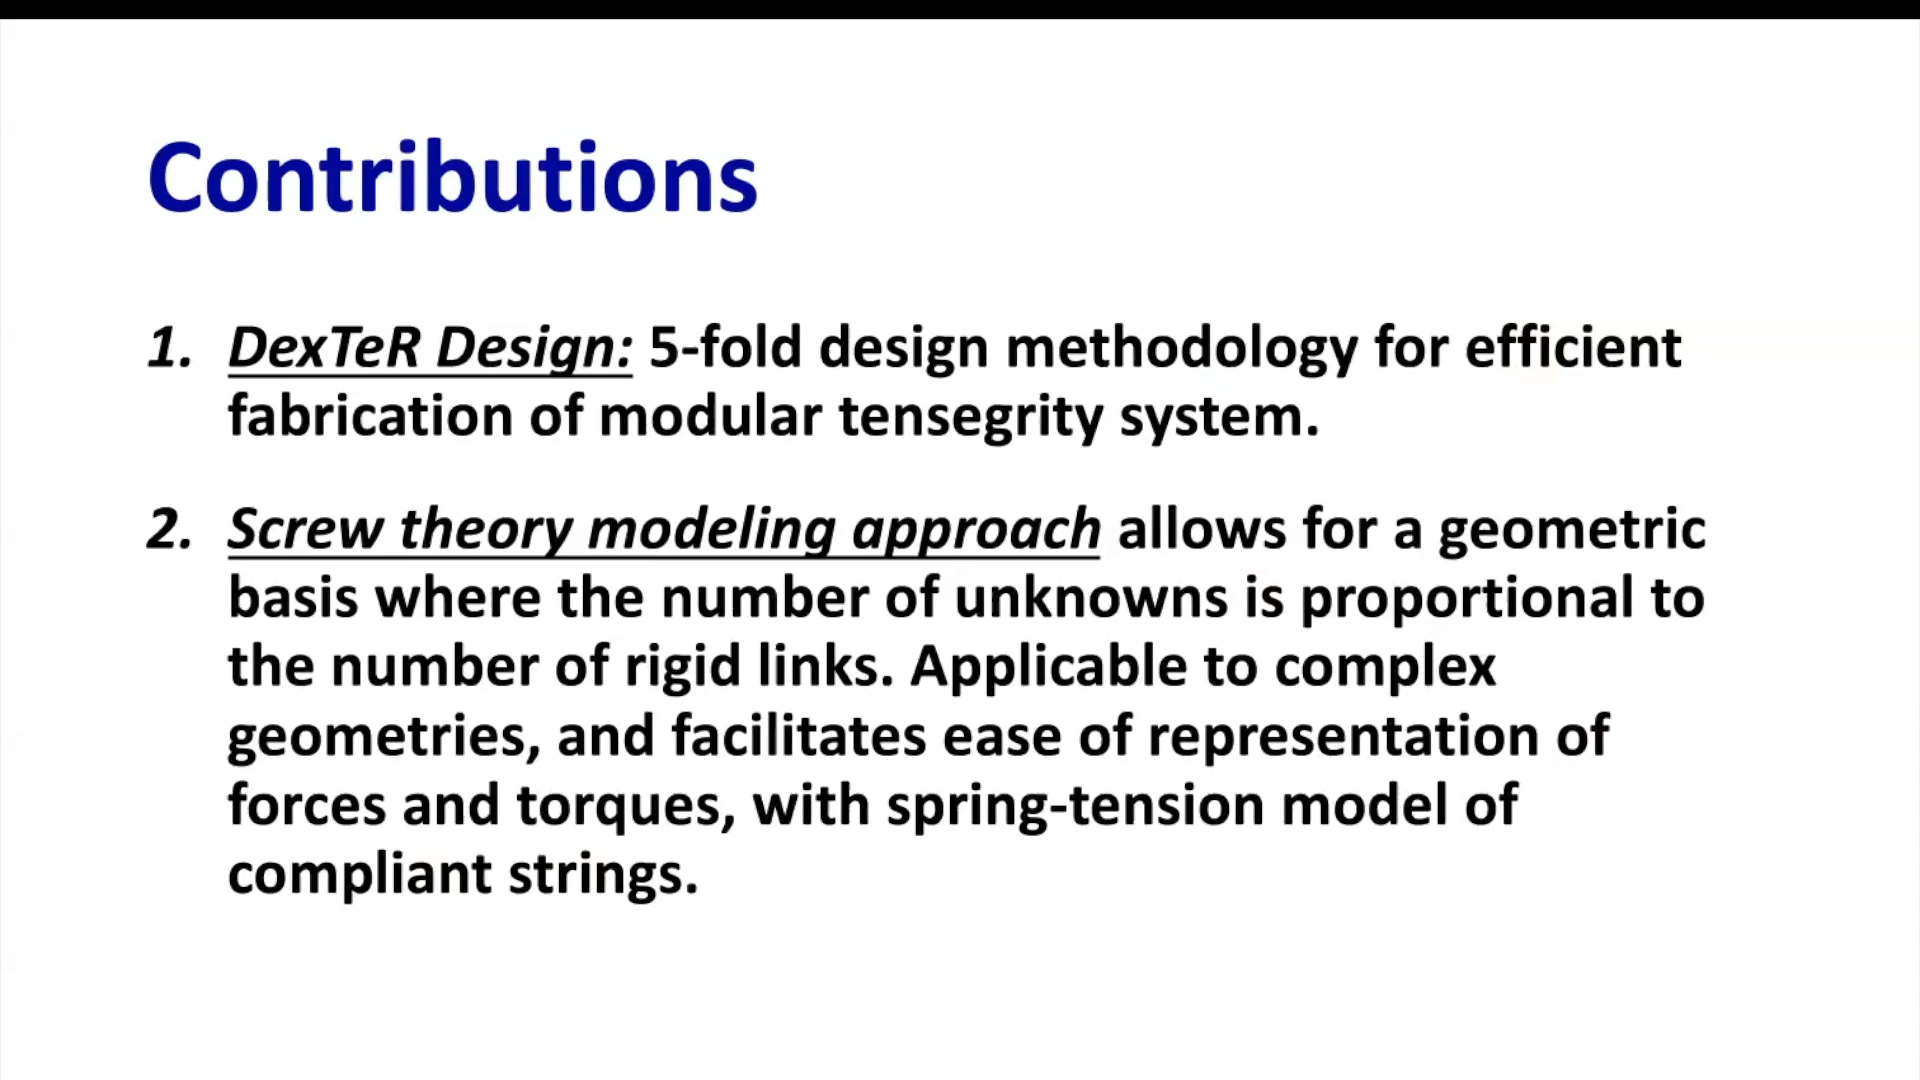 Contributions
1. DexTeR Design: 5-fold design methodology for efficient
fabrication of modular tensegrity system.
2. Screw theory modeling approach allows for a geometric
basis where the number of unknowns is proportional to
the number of rigid links. Applicable to complex
geometries, and facilitates ease of representation of
forces and torques, with spring-tension model of
compliant strings.